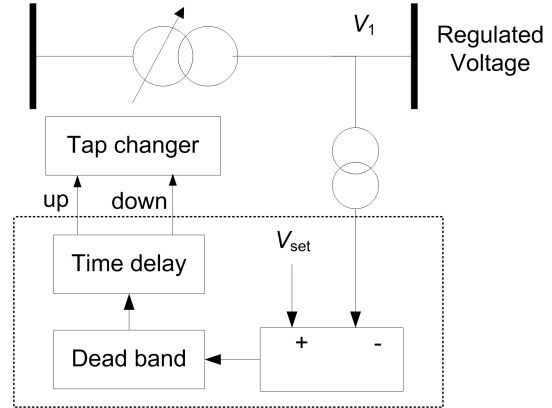 V1
Regulated
Voltage
Tap changer
up
down
Time delay
Vset
Dead band
+
-